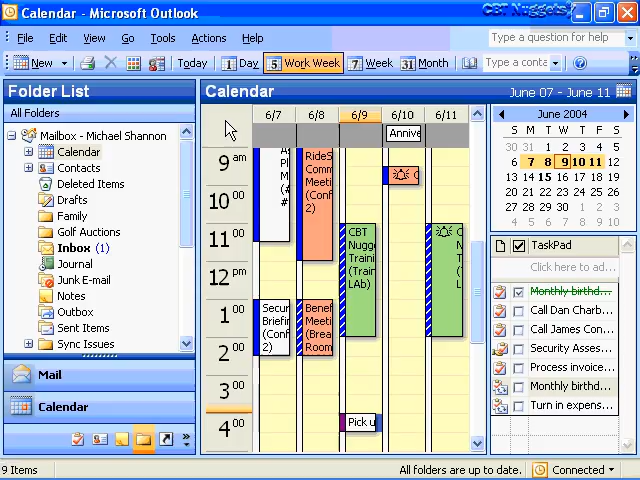 Calendar - Microsoft Outlook
CBT Nuggets
File Edit View Go Tools Actions Help
Type a question for help
New Today 1 Day 5 Work Week 7 Week 31 Month Type a conta
Folder List
All Folders
Mailbox - Michael Shannon
Calendar
Contacts
Deleted Items
Drafts
Family
Golf Auctions
Inbox (1)
Journal
Junk E-mail
Notes
Outbox
Sent Items
Sync Issues
Mail
Calendar
Calendar
June 07 - June 11
6/7 6/8 6/9 6/10 6/11
Annive
9 am
10 00
11 00
12 pm
1 00
2 00
3 00
4 00
RideS
Comm
Meeti
(Conf
2)
CBT
Nugg
Traini
(Train
LAb)
Secur
Briefin
(Conf
2)
Benef
Meeti
(Brea
Room
Pick u
June 2004
S M T W T F S
30 31 1 2 3 4 5
6 7 8 9 10 11 12
13 14 15 16 17 18 19
20 21 22 23 24 25 26
27 28 29 30 1 2 3
4 5 6 7 8 9 10
TaskPad
Click here to ad...
Monthly birthd...
Call Dan Charb...
Call James Con...
Security Asses...
Process invoice...
Monthly birthd...
Turn in expens...
9 Items
All folders are up to date.
Connected